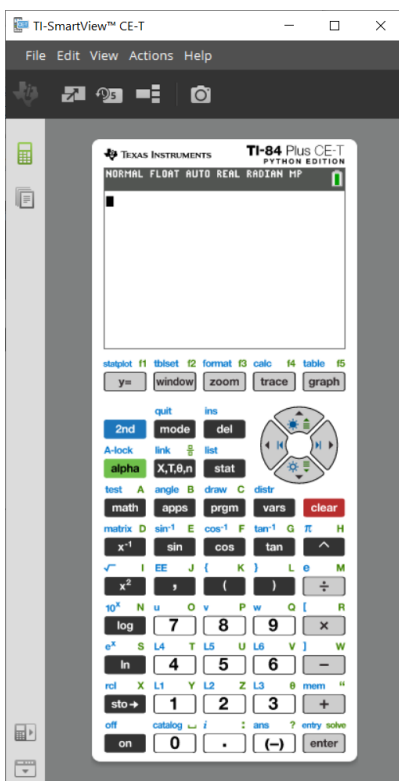 TI-SmartView™ CE-T
File Edit View Actions Help
TEXAS INSTRUMENTS TI-84 Plus CE-T
PYTHON EDITION
NORMAL FLOAT AUTO REAL RADIAN MP
statplot f1 tblset f2 format f3 calc f4 table f5
y= window zoom trace graph
quit ins
2nd mode del
A-lock link list
alpha X,T,θ,n stat
test A angle B draw C distr
math apps prgm vars clear
matrix D sin-1 E cos-1 F tan-1 G π H
x-1 sin cos tan ^
√ I EE J { K } L e M
x² , ( ) ÷
10x N u O v P w Q [ R
log 7 8 9 ×
ex S L4 T L5 U L6 V ] W
ln 4 5 6 −
rcl X L1 Y L2 Z L3 θ mem "
sto→ 1 2 3 +
off catalog i : ans ? entry solve
on 0 . (−) enter